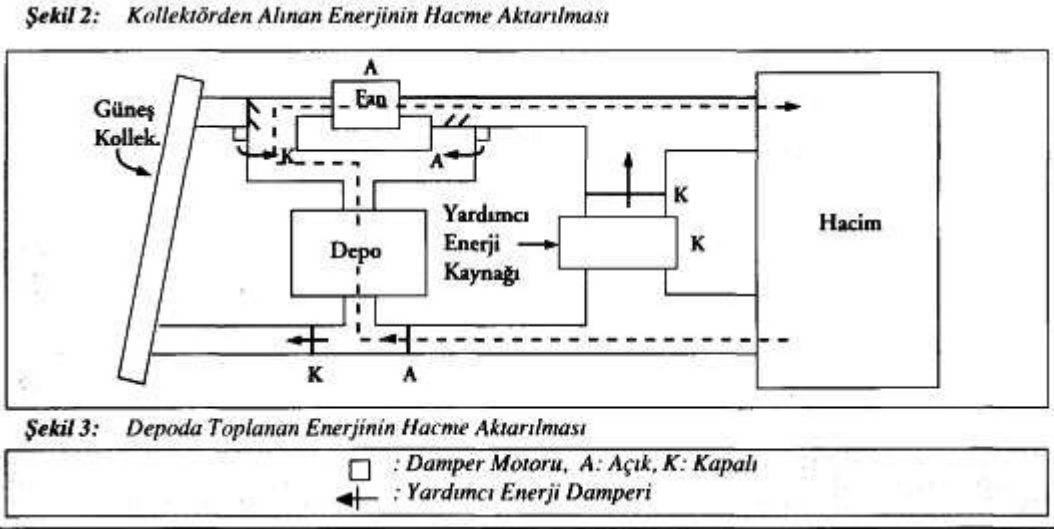 Şekil 2: Kollektörden Alınan Enerjinin Hacme Aktarılması
A
Fan
Güneş
Kollek.
K
A
Yardımcı
Enerji
Kaynağı
K
K
Hacim
Depo
K
A
Şekil 3: Depoda Toplanan Enerjinin Hacme Aktarılması
: Damper Motoru, A: Açık, K: Kapalı
: Yardımcı Enerji Damperi